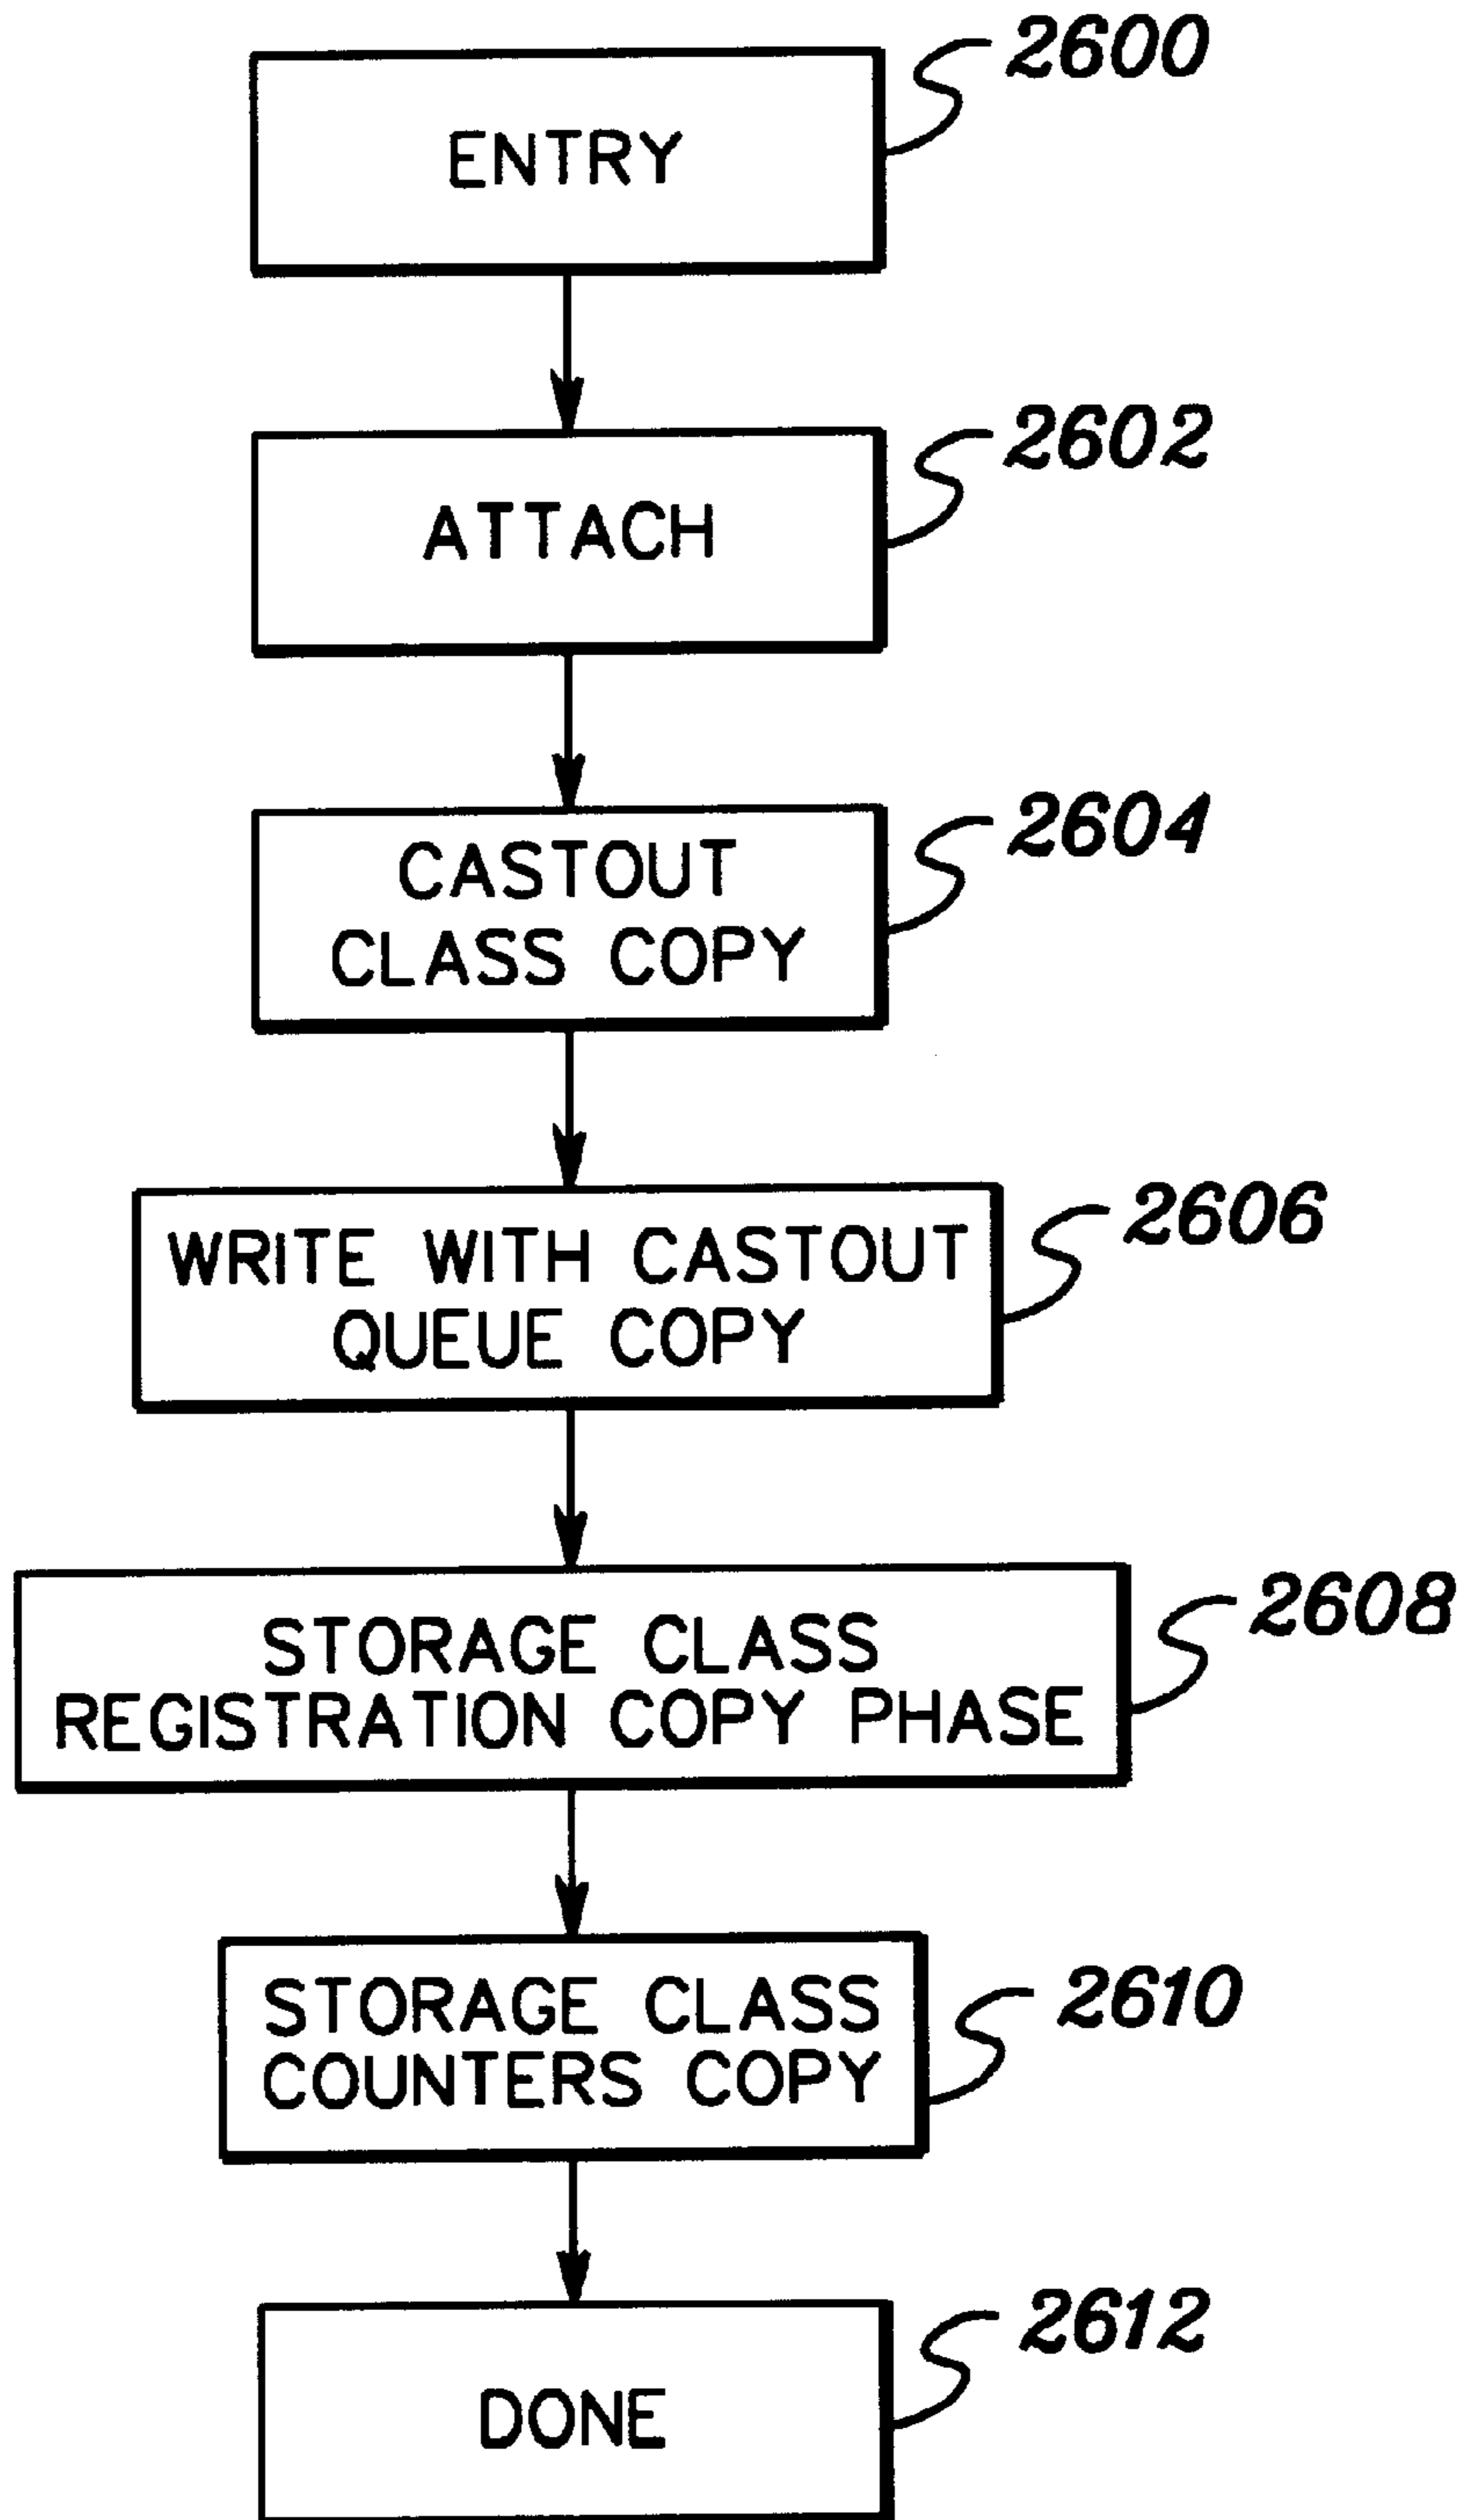 2600
ENTRY
2602
ATTACH
2604
CASTOUT
CLASS COPY
2606
WRITE WITH CASTOUT
QUEUE COPY
2608
STORAGE CLASS
REGISTRATION COPY PHASE
2610
STORAGE CLASS
COUNTERS COPY
2612
DONE